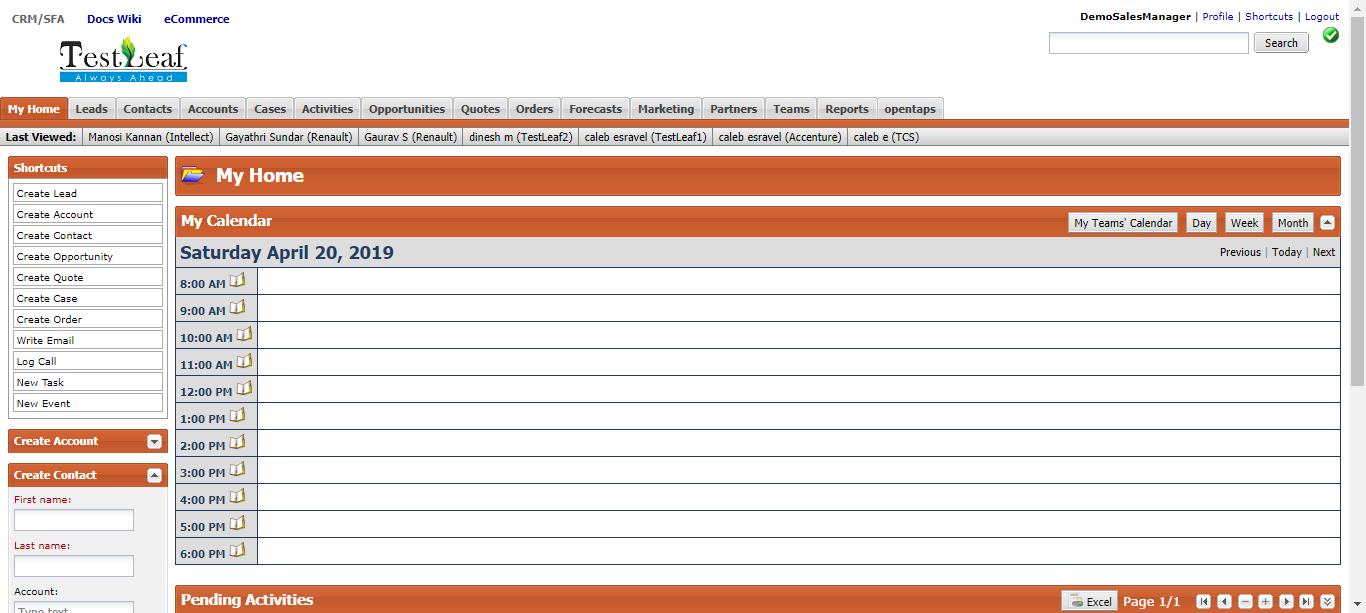 CRM/SFA Docs Wiki eCommerce
DemoSalesManager | Profile | Shortcuts | Logout
Search
TestLeaf
Always Ahead
My Home Leads Contacts Accounts Cases Activities Opportunities Quotes Orders Forecasts Marketing Partners Teams Reports opentaps
Last Viewed: Manosi Kannan (Intellect) Gayathri Sundar (Renault) Gaurav S (Renault) dinesh m (TestLeaf2) caleb esravel (TestLeaf1) caleb esravel (Accenture) caleb e (TCS)
Shortcuts
Create Lead
Create Account
Create Contact
Create Opportunity
Create Quote
Create Case
Create Order
Write Email
Log Call
New Task
New Event
Create Account
Create Contact
First name:
Last name:
Account:
Type text
My Home
My Calendar My Teams' Calendar Day Week Month
Saturday April 20, 2019 Previous | Today | Next
8:00 AM
9:00 AM
10:00 AM
11:00 AM
12:00 PM
1:00 PM
2:00 PM
3:00 PM
4:00 PM
5:00 PM
6:00 PM
Pending Activities Excel Page 1/1